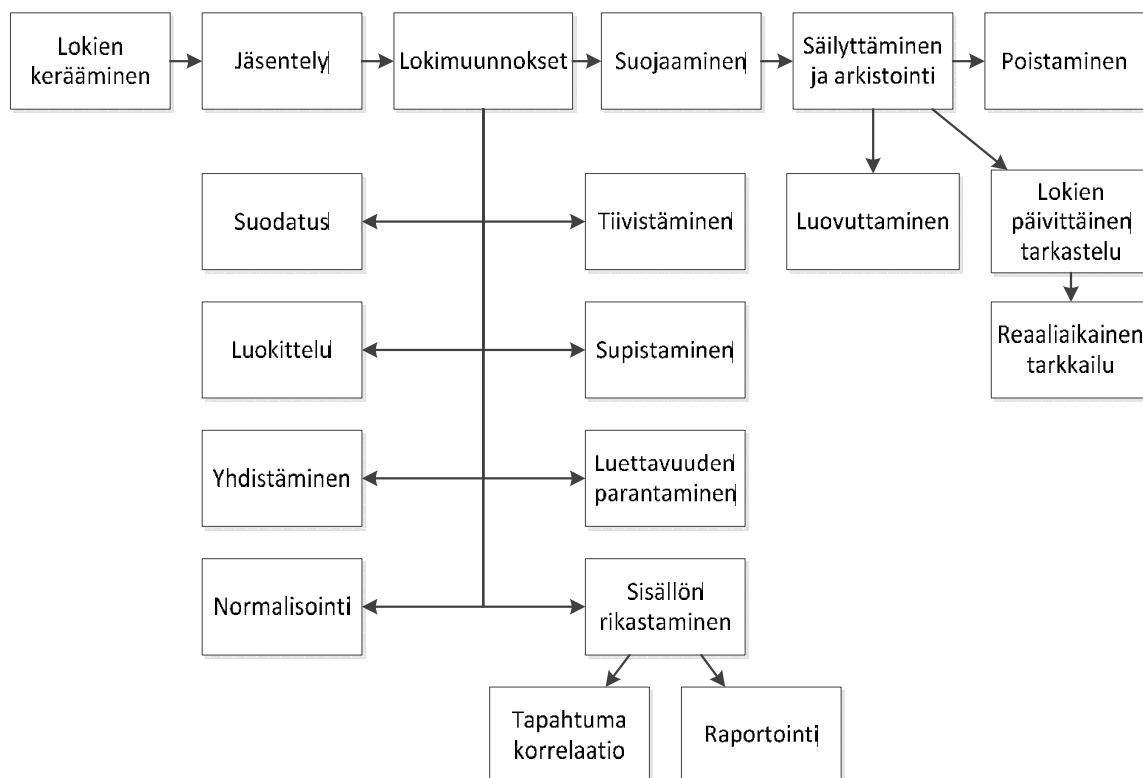 Lokien
kerääminen
Jäsentely
Lokimuunnokset
Suojaaminen
Säilyttäminen
ja arkistointi
Poistaminen
Suodatus
Tiivistäminen
Luovuttaminen
Lokien
päivittäinen
tarkastelu
Luokittelu
Supistaminen
Reaaliaikainen
tarkkailu
Yhdistäminen
Luettavuuden
parantaminen
Normalisointi
Sisällön
rikastaminen
Tapahtuma
korrelaatio
Raportointi